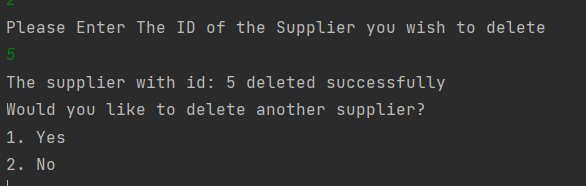 2
Please Enter The ID of the Supplier you wish to delete
5
The supplier with id: 5 deleted successfully
Would you like to delete another supplier?
1. Yes
2. No